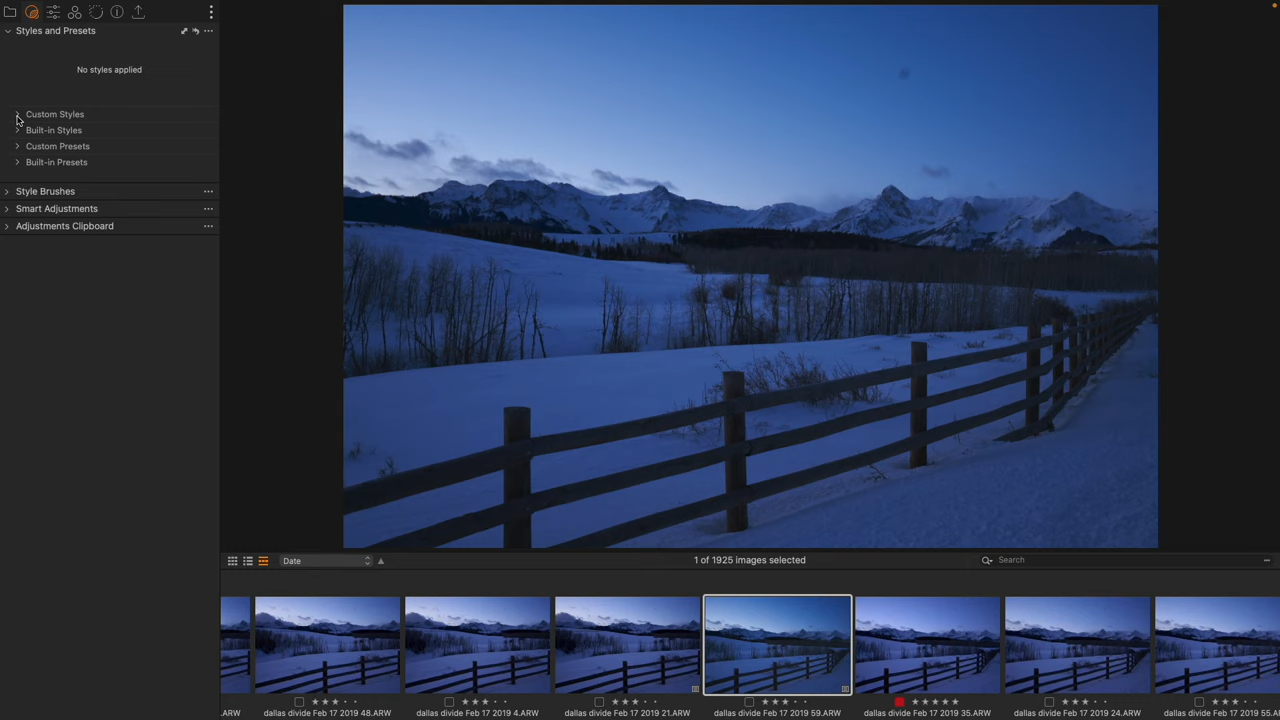 Styles and Presets
No styles applied
Custom Styles
Built-in Styles
Custom Presets
Built-in Presets
Style Brushes
Smart Adjustments
Adjustments Clipboard
Date
1 of 1925 images selected
Search
.ARW
dallas divide Feb 17 2019 48.ARW
dallas divide Feb 17 2019 4.ARW
dallas divide Feb 17 2019 21.ARW
dallas divide Feb 17 2019 59.ARW
dallas divide Feb 17 2019 35.ARW
dallas divide Feb 17 2019 24.ARW
dallas divide Feb 17 2019 55.a